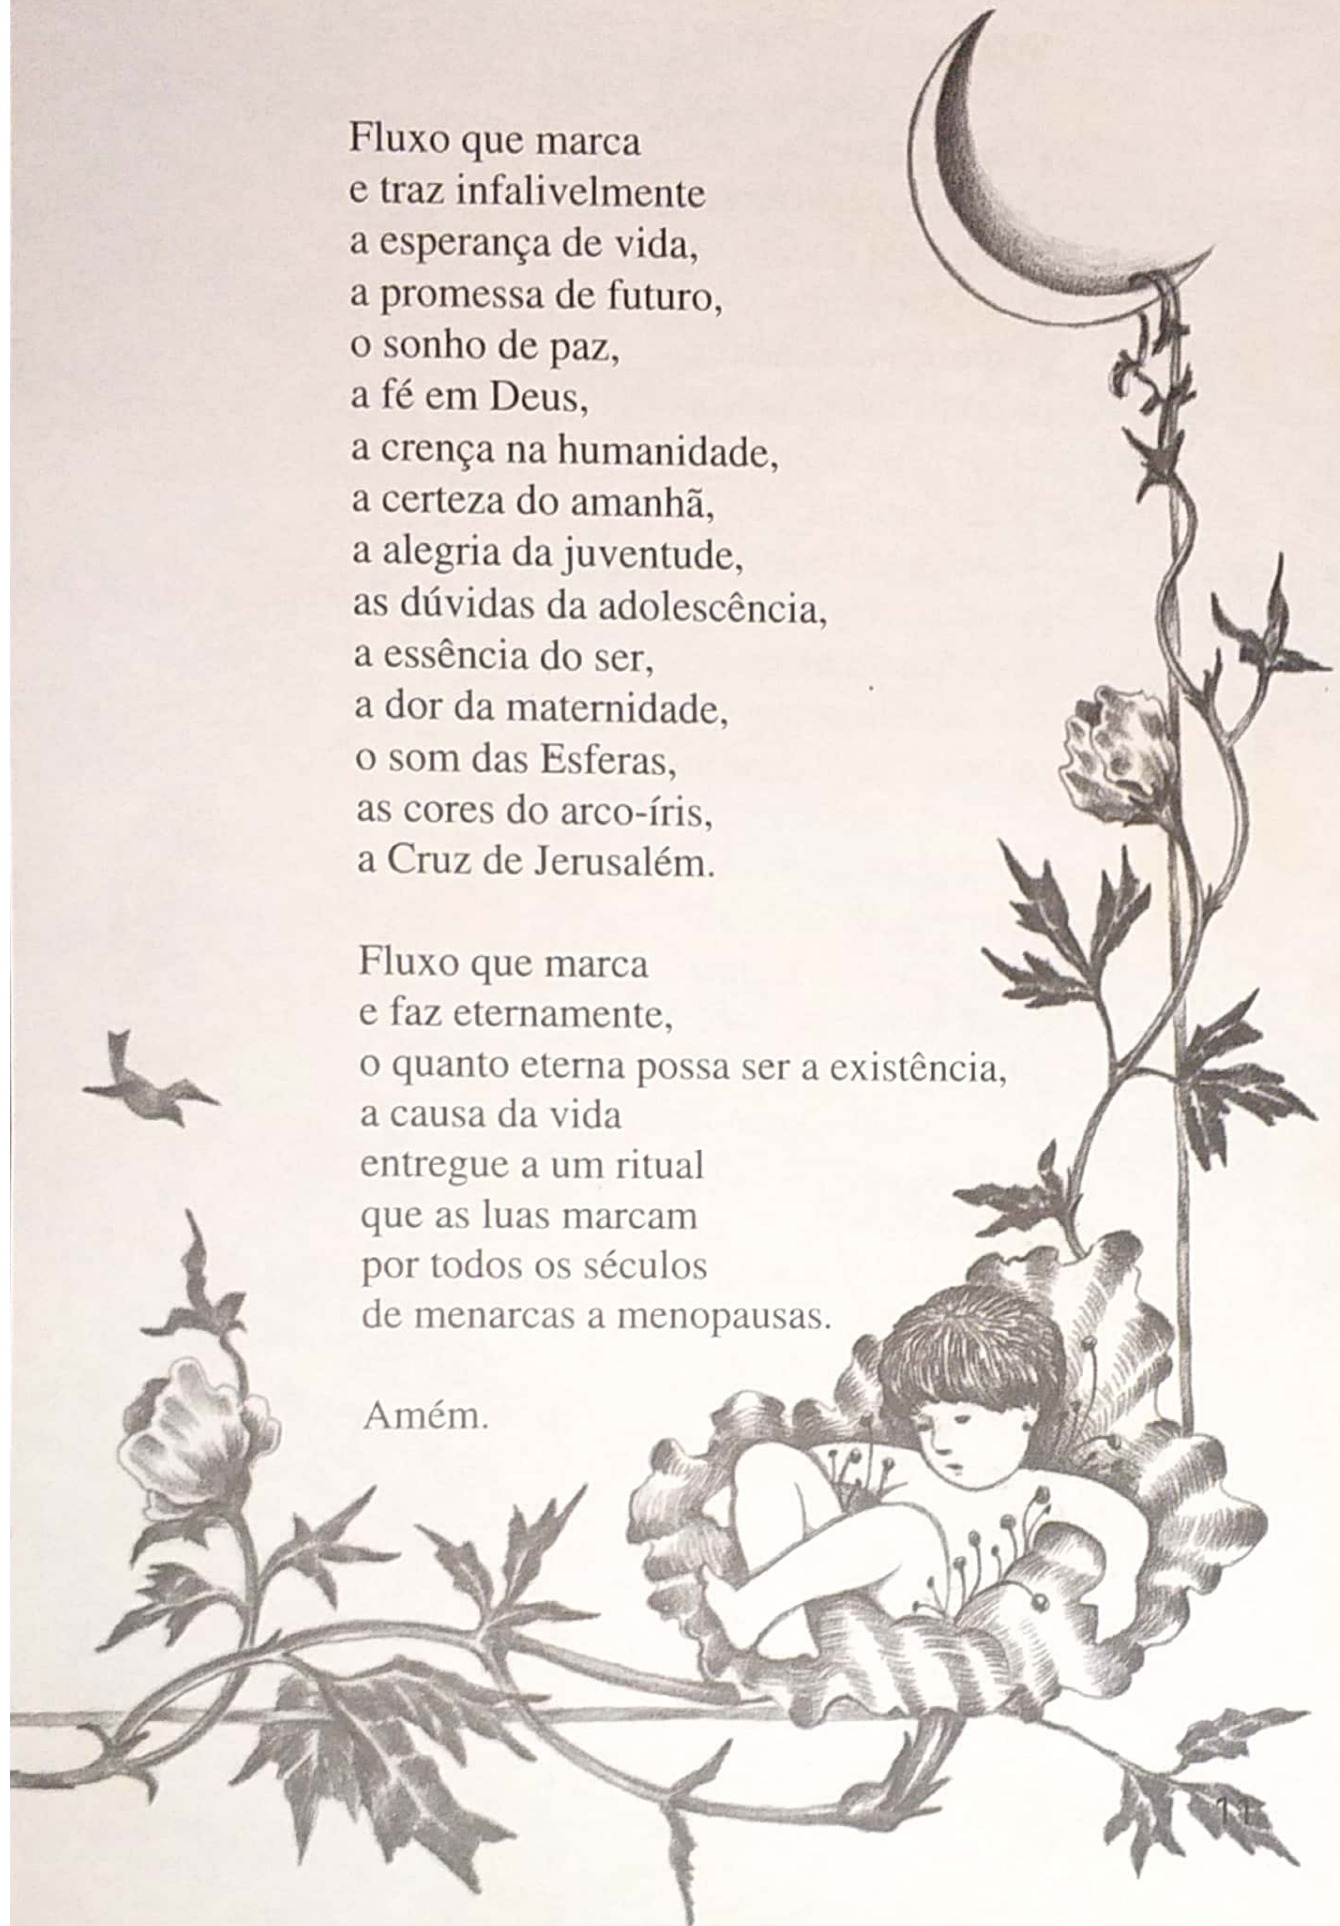 Fluxo que marca
e traz infalivelmente
a esperança de vida,
a promessa de futuro,
o sonho de paz,
a fé em Deus,
a crença na humanidade,
a certeza do amanhã,
a alegria da juventude,
as dúvidas da adolescência,
a essência do ser,
a dor da maternidade,
o som das Esferas,
as cores do arco-íris,
a Cruz de Jerusalém.
Fluxo que marca
e faz eternamente,
o quanto eterna possa ser a existência,
a causa da vida
entregue a um ritual
que as luas marcam
por todos os séculos
de menarcas a menopausas.
Amém.
11